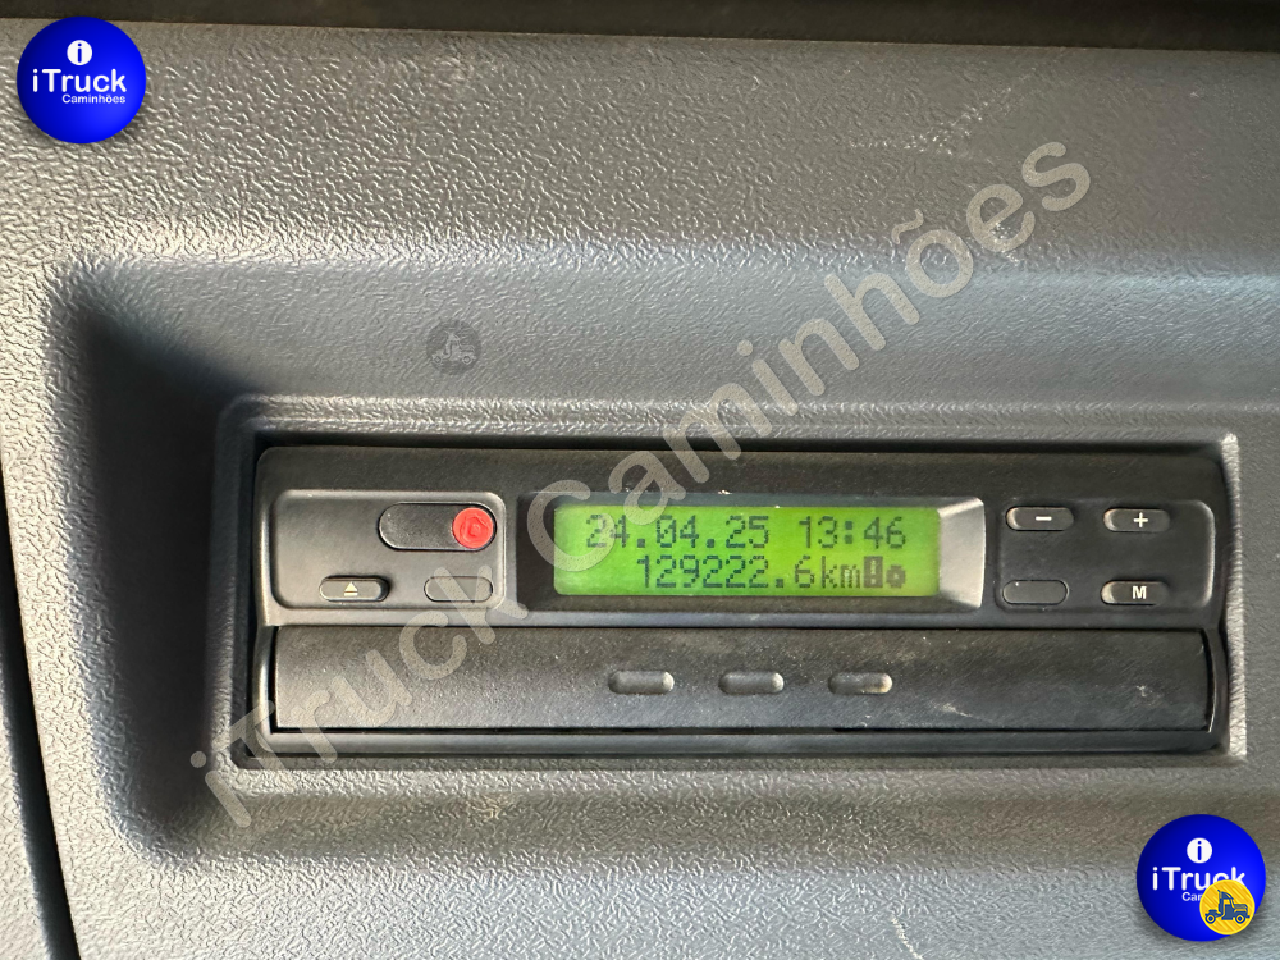 i
iTruck
Caminhões
iTruck Caminhões
24.04.25 13:46
129222.6km
− +
M
i
iTruck